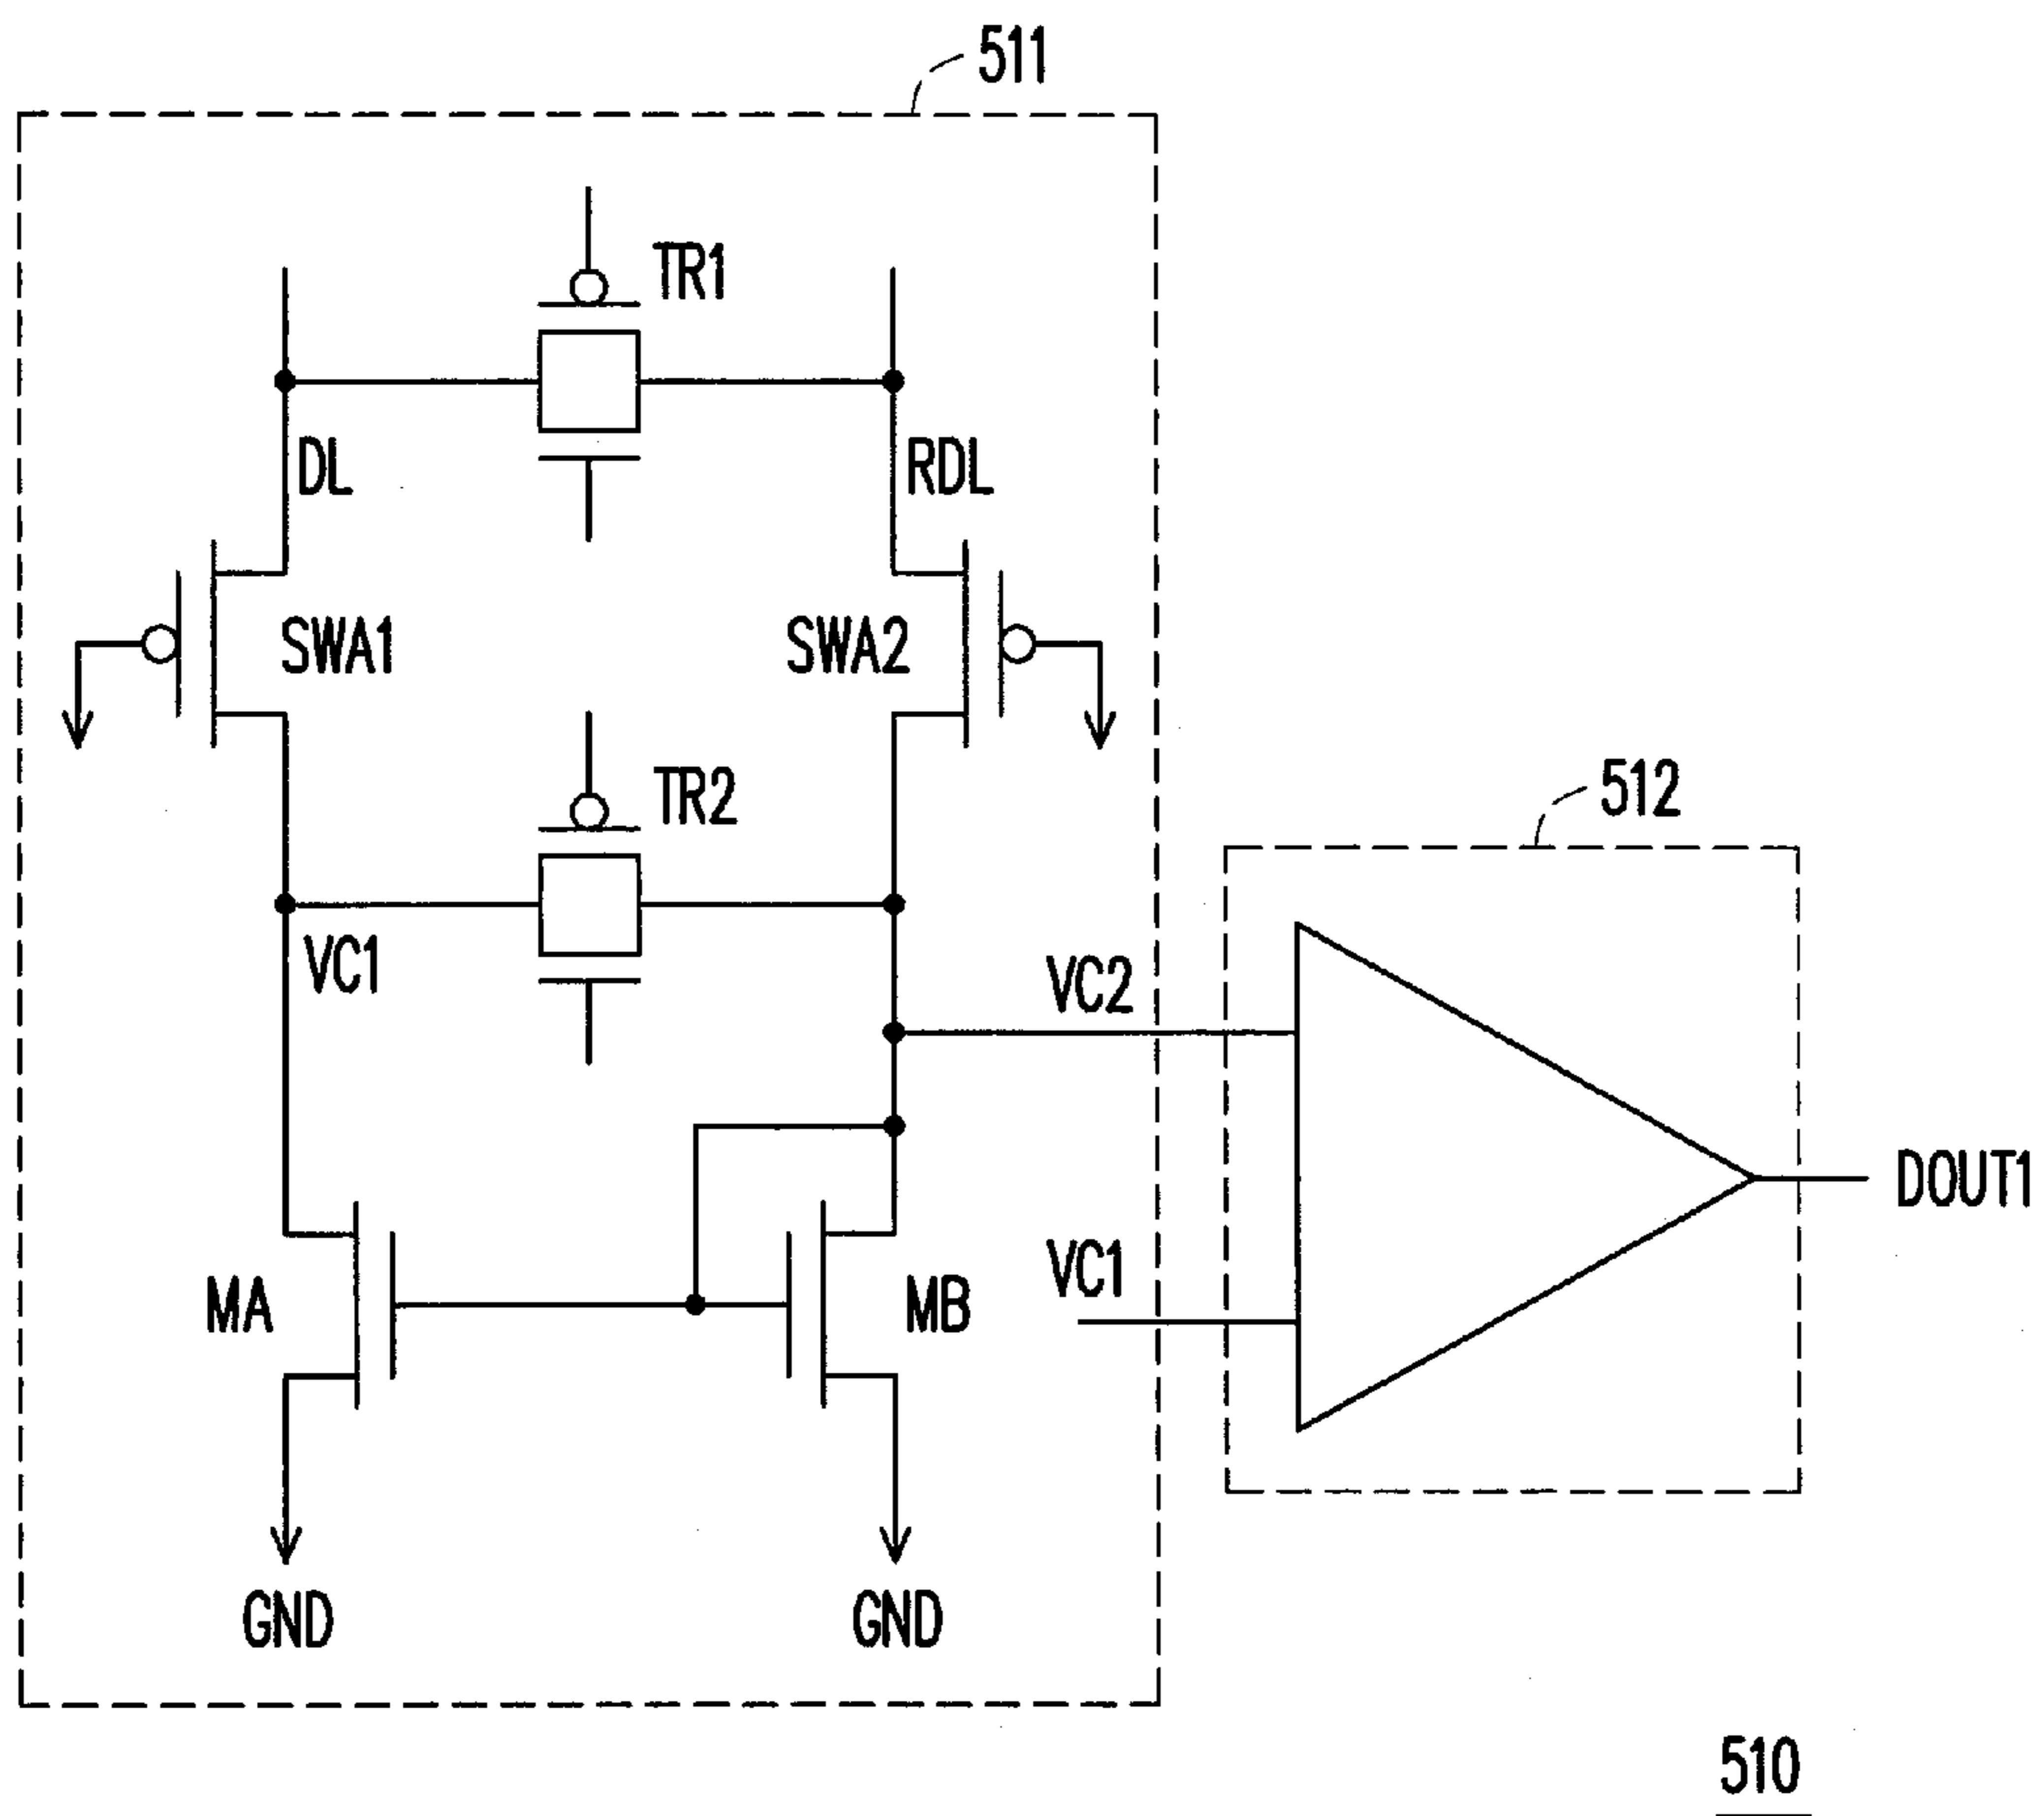 511
TR1
DL
RDL
SWA1
SWA2
TR2
512
VC1
VC2
DOUT1
VC1
MA
MB
GND
GND
510